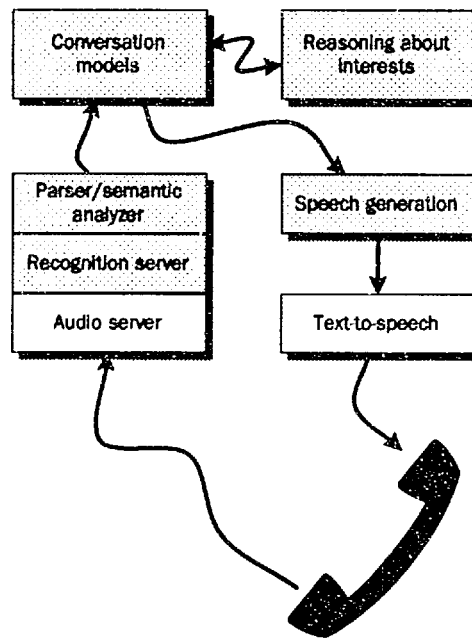 Conversation
models
Reasoning about
interests
Parser/semantic
analyzer
Recognition server
Audio server
Speech generation
Text-to-speech